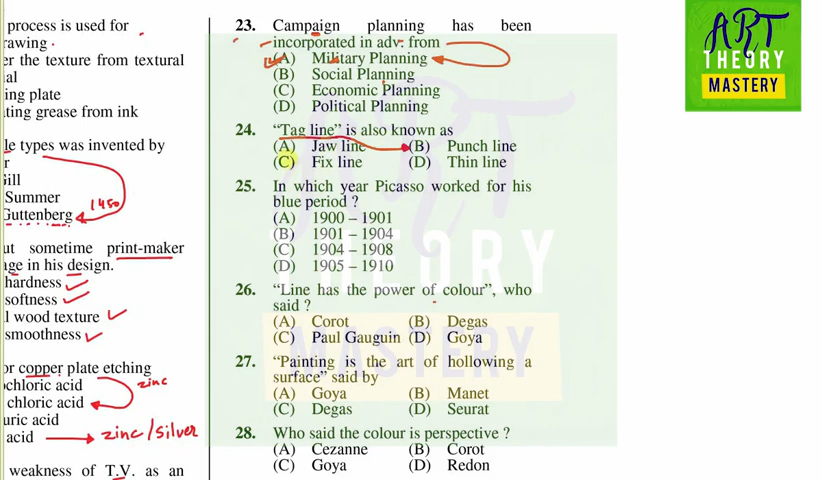 process is used for
rawing
er the texture from textural
ial
ing plate
ting grease from ink
le types was invented by
r
Gill
Summer
Guttenberg 1450
ut sometime print-maker
age in his design.
hardness
softness
l wood texture
smoothness
or copper plate etching
ochloric acid zinc
chloric acid
uric acid
acid zinc/silver
weakness of T.V. as an
23. Campaign planning has been
incorporated in adv. from
(A) Military Planning
(B) Social Planning
(C) Economic Planning
(D) Political Planning
24. “Tag line” is also known as
(A) Jaw line (B) Punch line
(C) Fix line (D) Thin line
25. In which year Picasso worked for his
blue period ?
(A) 1900 – 1901
(B) 1901 – 1904
(C) 1904 – 1908
(D) 1905 – 1910
26. “Line has the power of colour”, who
said ?
(A) Corot (B) Degas
(C) Paul Gauguin (D) Goya
27. “Painting is the art of hollowing a
surface” said by
(A) Goya (B) Manet
(C) Degas (D) Seurat
28. Who said the colour is perspective ?
(A) Cezanne (B) Corot
(C) Goya (D) Redon
ART
THEORY
MASTERY
ART
THEORY
MASTERY